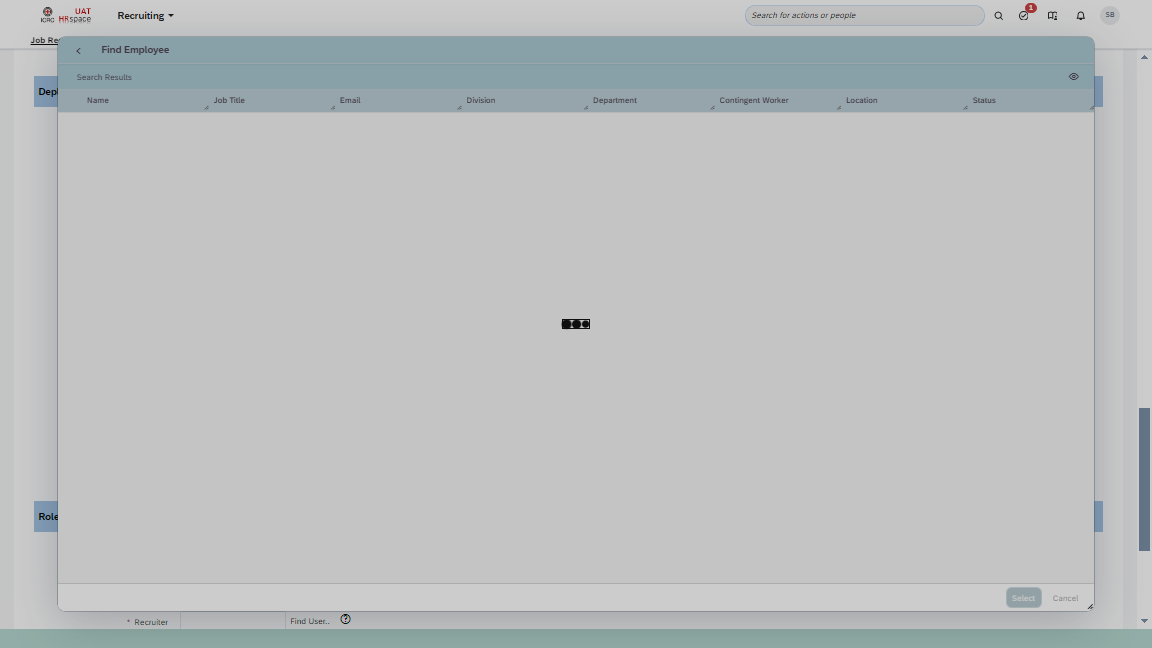 ICRC
UAT
HRspace
Recruiting
Search for actions or people
1
SB
Job Re
Find Employee
Search Results
Depl
Name
Job Title
Email
Division
Department
Contingent Worker
Location
Status
Role
Select
Cancel
* Recruiter
Find User..
?